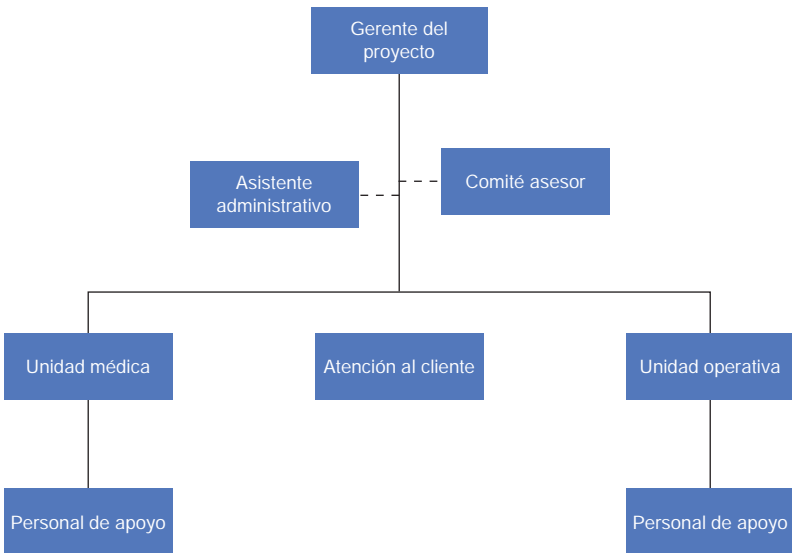 Gerente del
proyecto
Asistente
administrativo
Comité asesor
Unidad médica
Atención al cliente
Unidad operativa
Personal de apoyo
Personal de apoyo